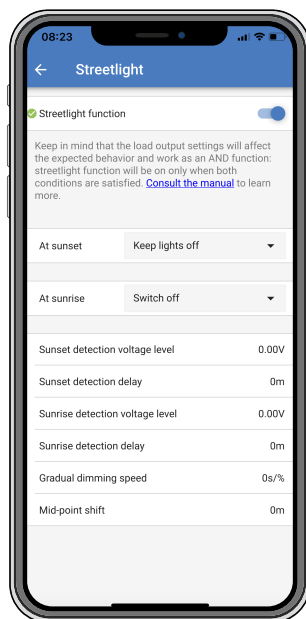 08:23
Streetlight
Streetlight function
Keep in mind that the load output settings will affect
the expected behavior and work as an AND function:
streetlight function will be on only when both
conditions are satisfied. Consult the manual to learn
more.
At sunset Keep lights off
At sunrise Switch off
Sunset detection voltage level 0.00V
Sunset detection delay 0m
Sunrise detection voltage level 0.00V
Sunrise detection delay 0m
Gradual dimming speed 0s/%
Mid-point shift 0m